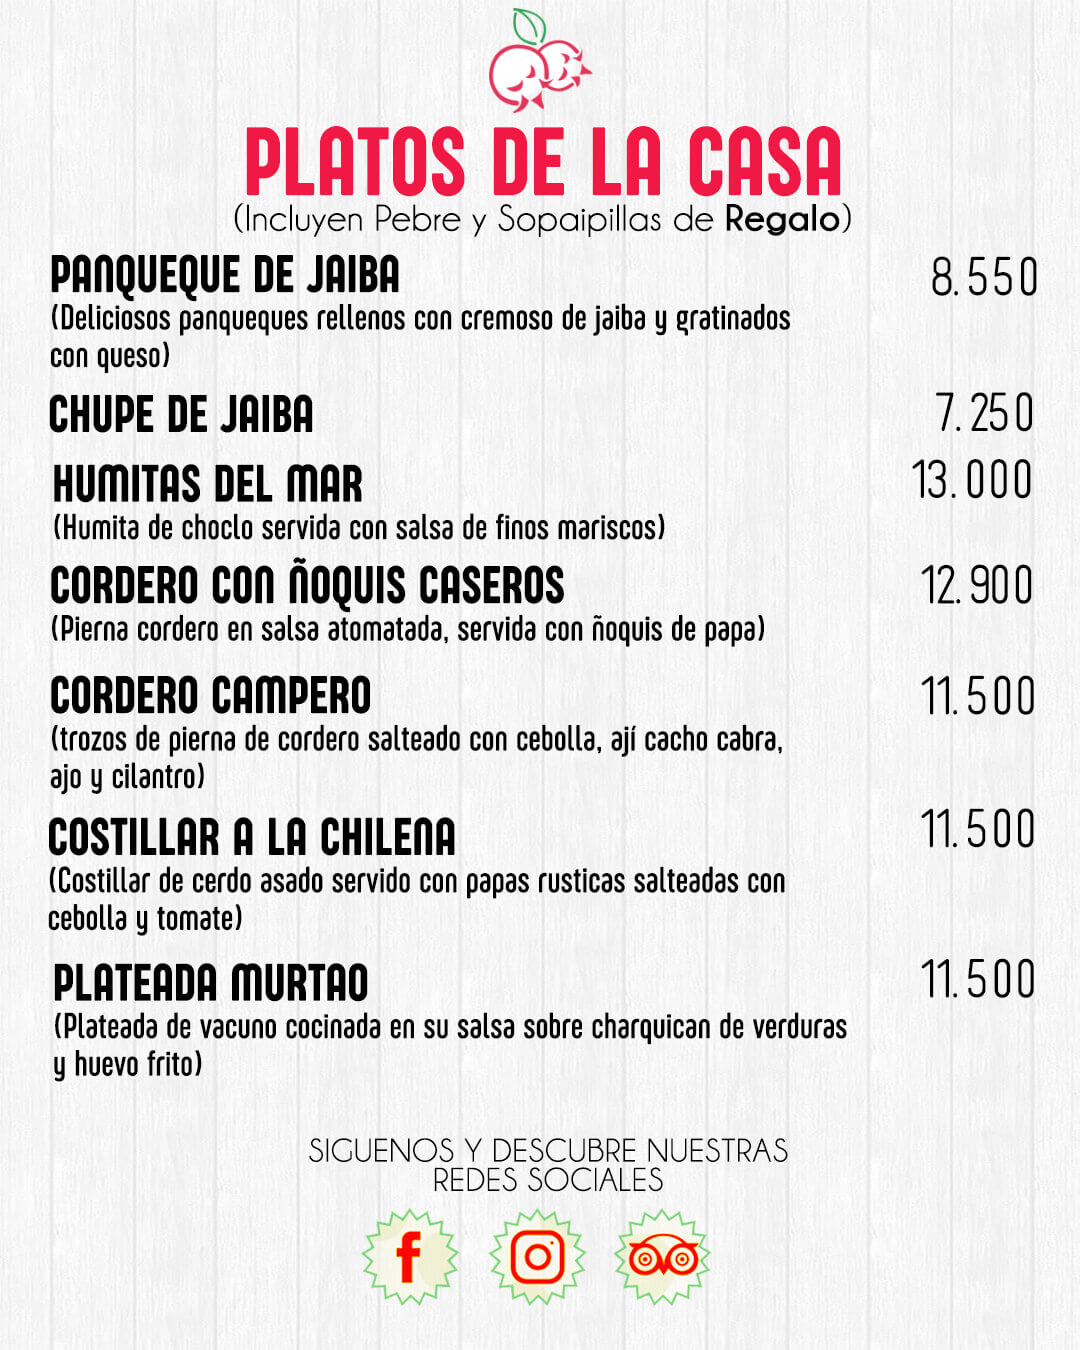 PLATOS DE LA CASA
(Incluyen Pebre y Sopaipillas de Regalo)
PANQUEQUE DE JAIBA 8.550
(Deliciosos panqueques rellenos con cremoso de jaiba y gratinados
con queso)
CHUPE DE JAIBA 7.250
HUMITAS DEL MAR 13.000
(Humita de choclo servida con salsa de finos mariscos)
CORDERO CON ÑOQUIS CASEROS 12.900
(Pierna cordero en salsa atomatada, servida con ñoquis de papa)
CORDERO CAMPERO 11.500
(trozos de pierna de cordero salteado con cebolla, ají cacho cabra,
ajo y cilantro)
COSTILLAR A LA CHILENA 11.500
(Costillar de cerdo asado servido con papas rusticas salteadas con
cebolla y tomate)
PLATEADA MURTAO 11.500
(Plateada de vacuno cocinada en su salsa sobre charquican de verduras
y huevo frito)
SIGUENOS Y DESCUBRE NUESTRAS
REDES SOCIALES